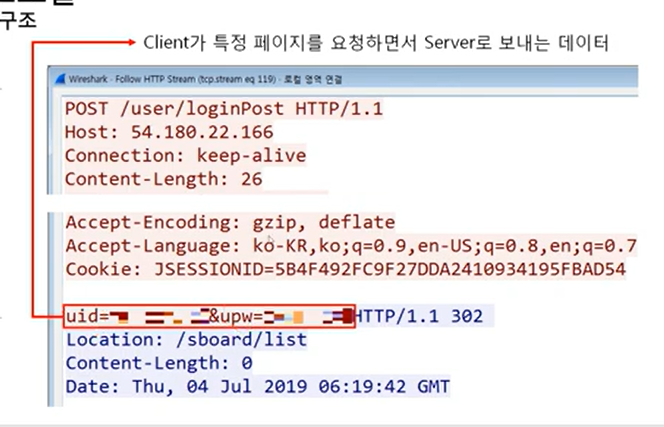 구조
Client가 특정 페이지를 요청하면서 Server로 보내는 데이터
Wireshark - Follow HTTP Stream (tcp.stream eq 119) - 로컬 영역 연결
POST /user/loginPost HTTP/1.1
Host: 54.180.22.166
Connection: keep-alive
Content-Length: 26
Accept-Encoding: gzip, deflate
Accept-Language: ko-KR,ko;q=0.9,en-US;q=0.8,en;q=0.7
Cookie: JSESSIONID=5B4F492FC9F27DDA2410934195FBAD54
uid= &upw= HTTP/1.1 302
Location: /sboard/list
Content-Length: 0
Date: Thu, 04 Jul 2019 06:19:42 GMT